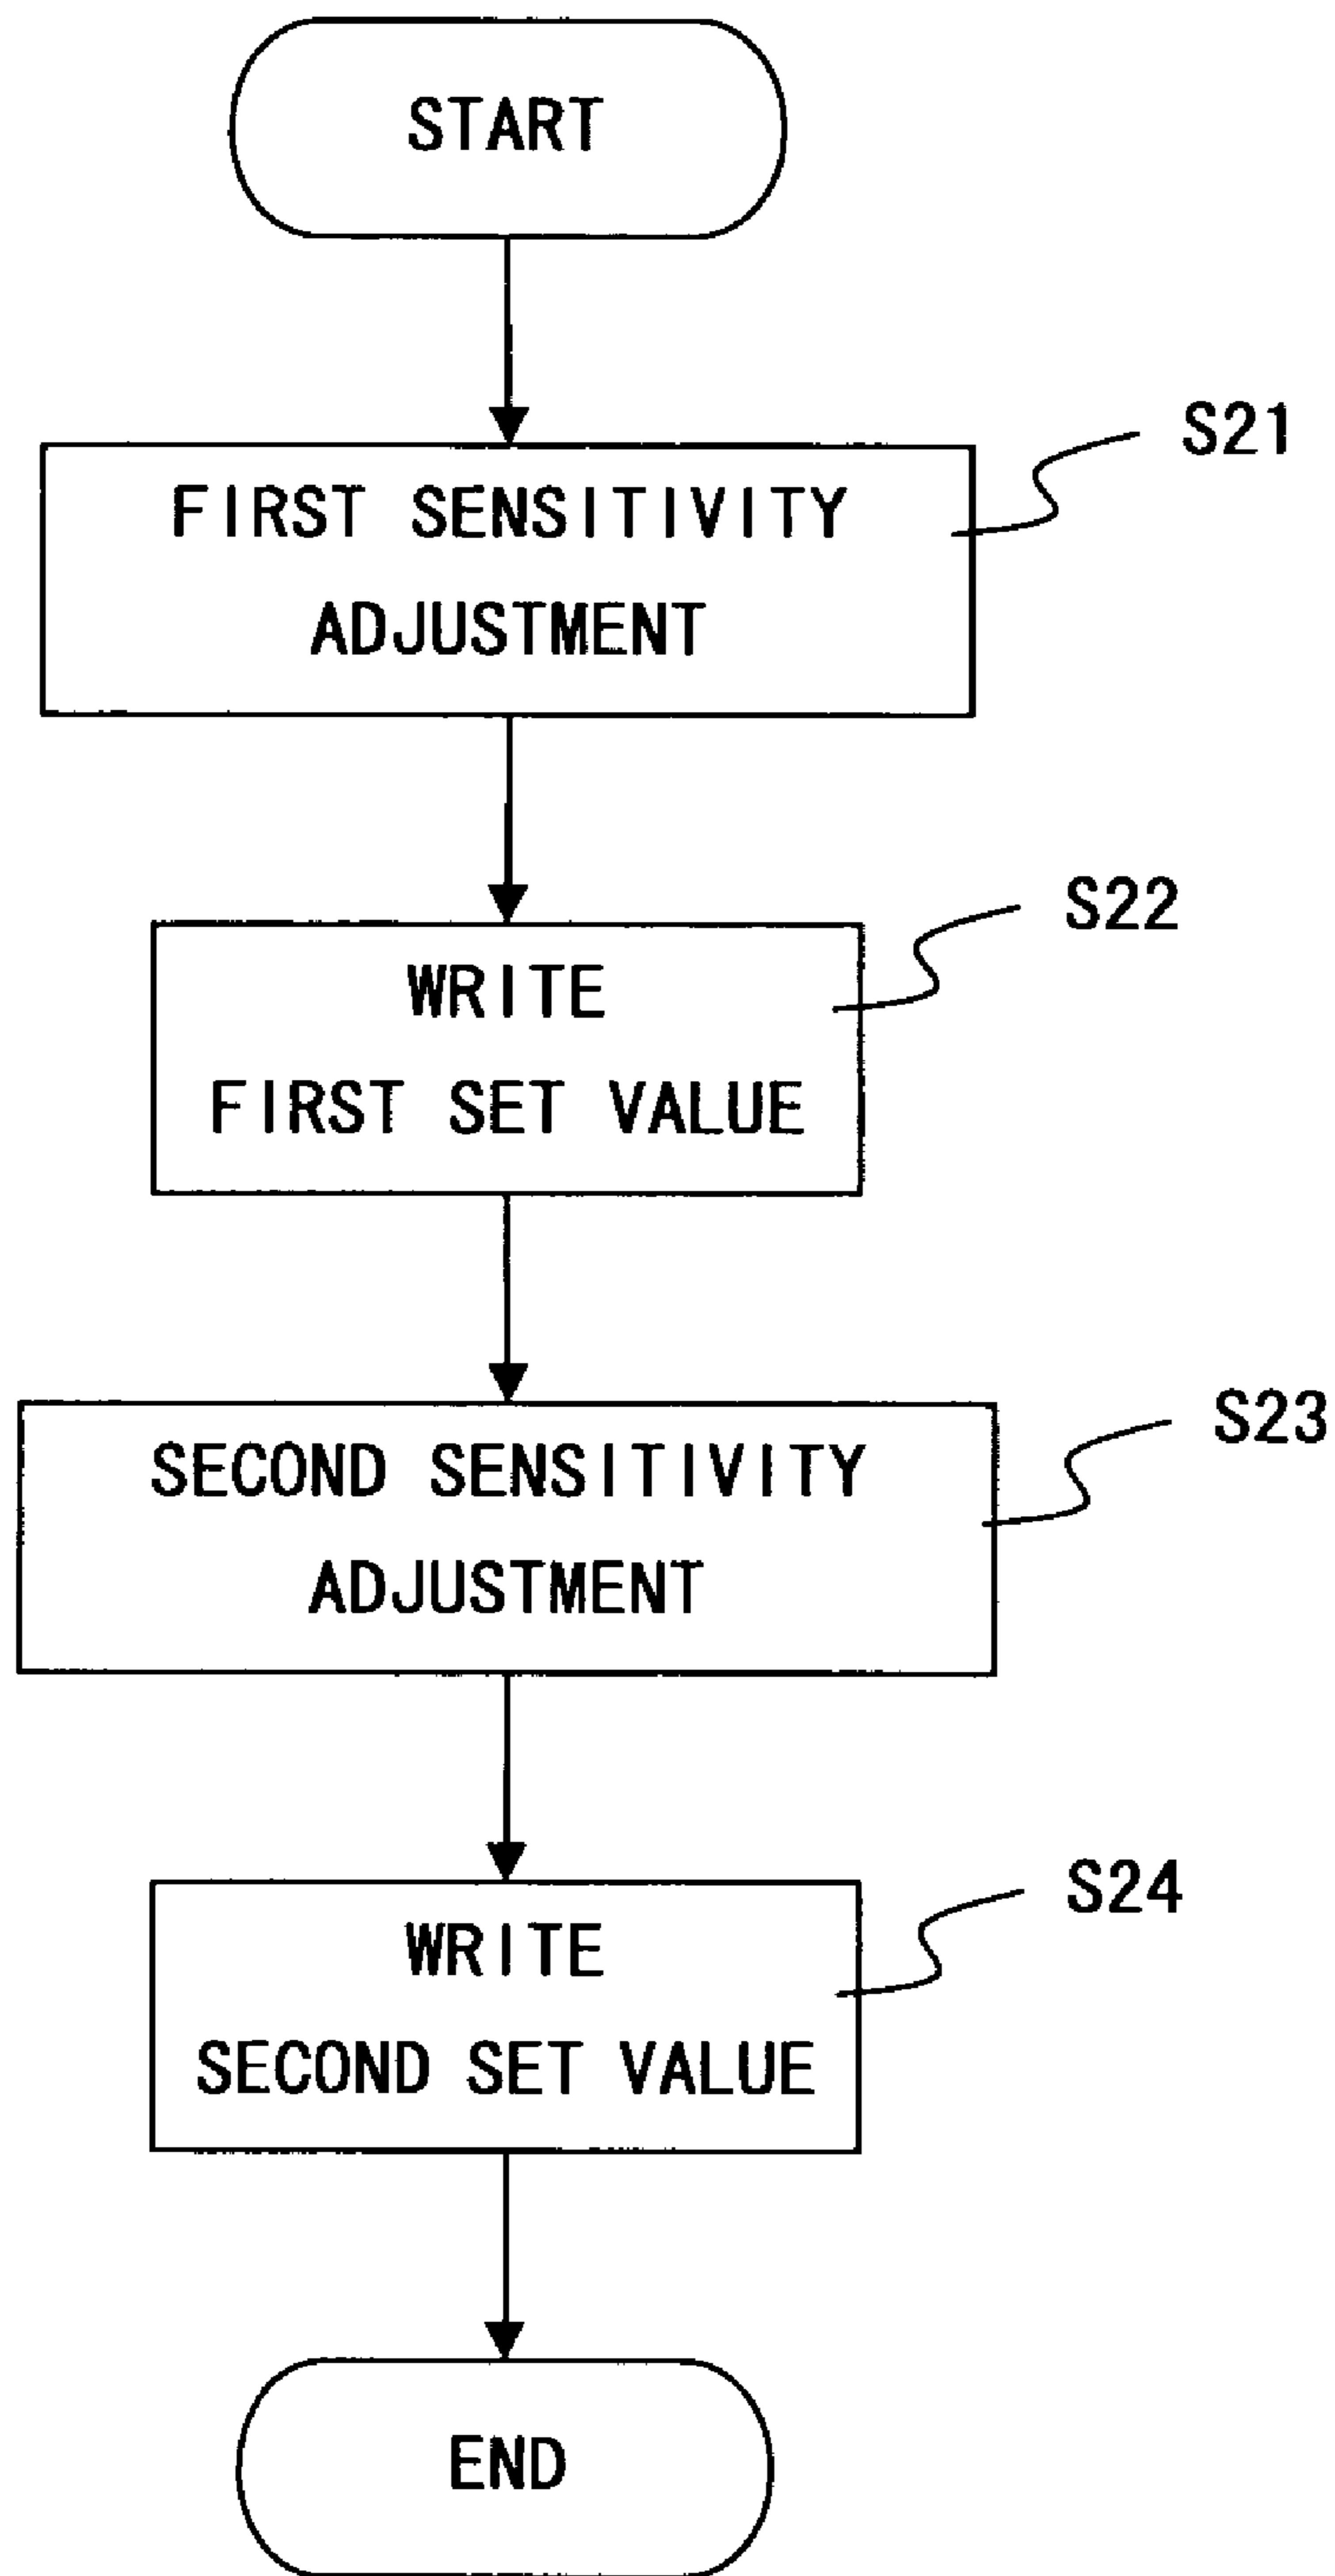 START
S21
FIRST SENSITIVITY
ADJUSTMENT
S22
WRITE
FIRST SET VALUE
S23
SECOND SENSITIVITY
ADJUSTMENT
S24
WRITE
SECOND SET VALUE
END